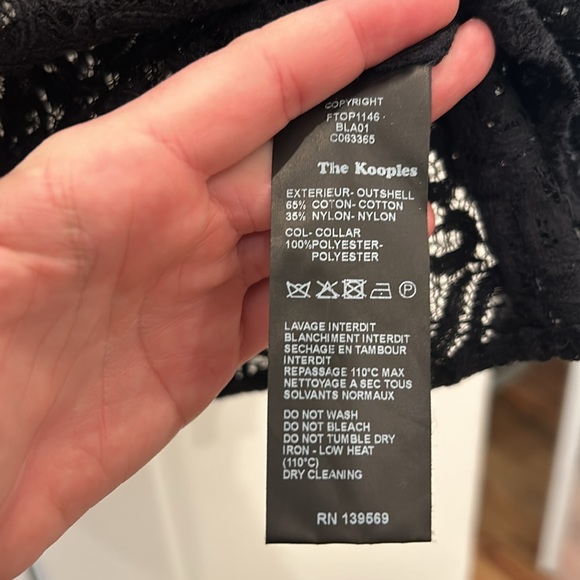 COPYRIGHT
FTOP1146
BLA01
C063365
The Kooples
EXTERIEUR- OUTSHELL
65% COTON- COTTON
35% NYLON- NYLON
COL- COLLAR
100%POLYESTER-
POLYESTER
P
LAVAGE INTERDIT
BLANCHIMENT INTERDIT
SECHAGE EN TAMBOUR
INTERDIT
REPASSAGE 110°C MAX
NETTOYAGE A SEC TOUS
SOLVANTS NORMAUX
DO NOT WASH
DO NOT BLEACH
DO NOT TUMBLE DRY
IRON - LOW HEAT
(110°C)
DRY CLEANING
RN 139569